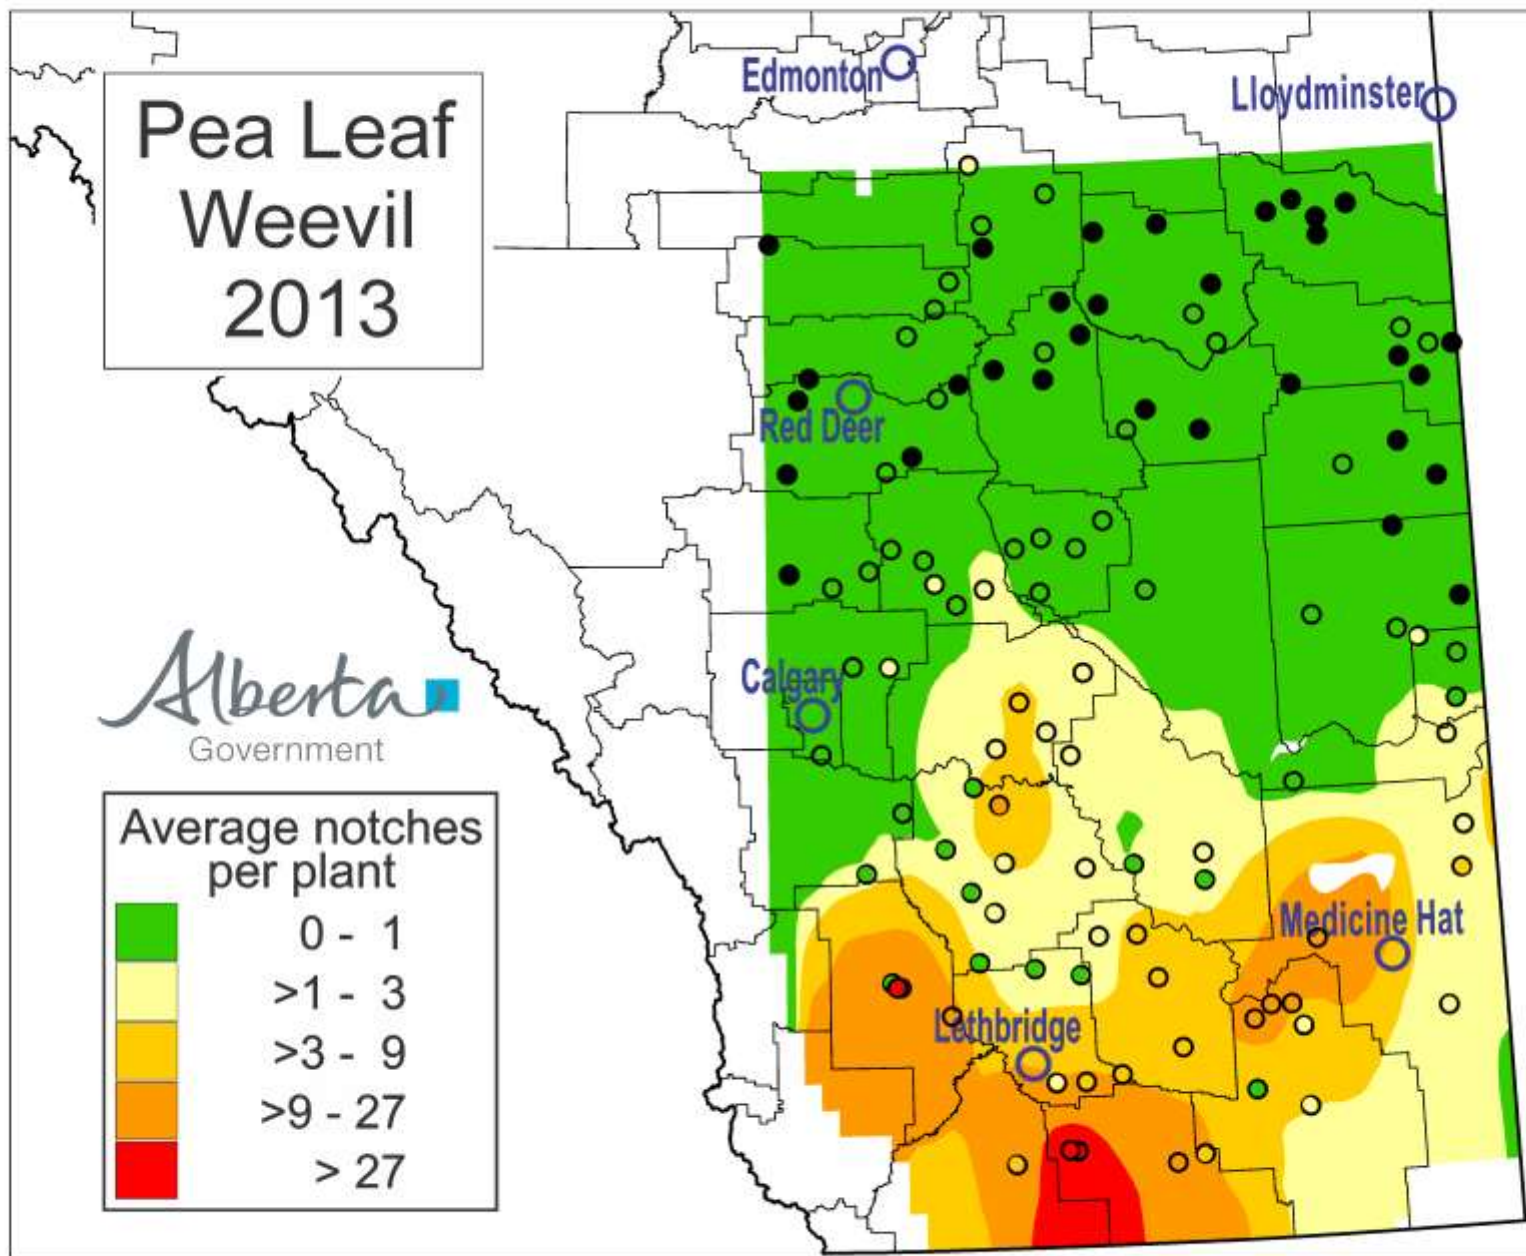 Pea Leaf
Weevil
2013
Edmonton
Lloydminster
Red Deer
Calgary
Alberta
Government
Average notches
per plant
0 - 1
>1 - 3
>3 - 9
>9 - 27
> 27
Medicine Hat
Lethbridge